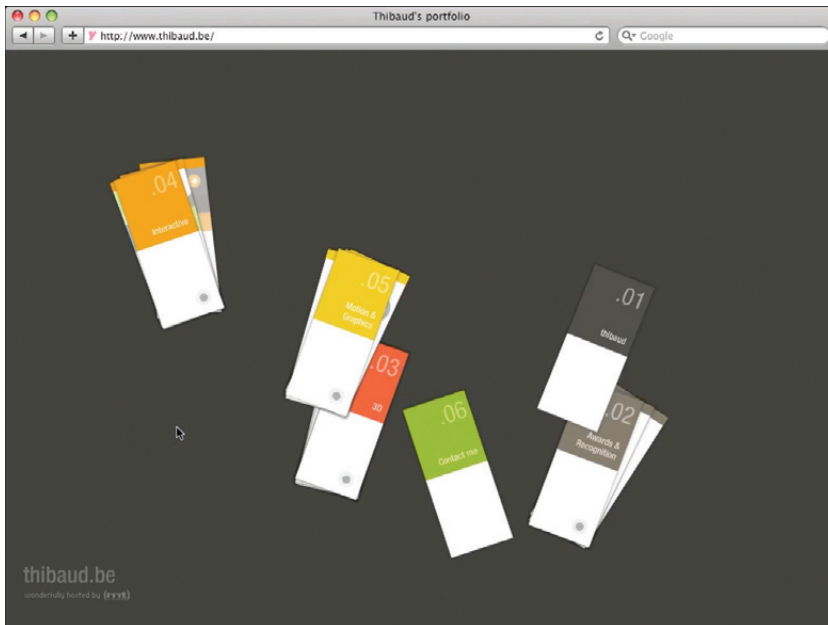 Thibaud's portfolio
http://www.thibaud.be/
Google
.04
Interactive
.05
Motion &
Graphics
.01
thibaud
.03
3D
.06
Contact me
.02
Awards &
Recognition
thibaud.be
wonderfully hosted by